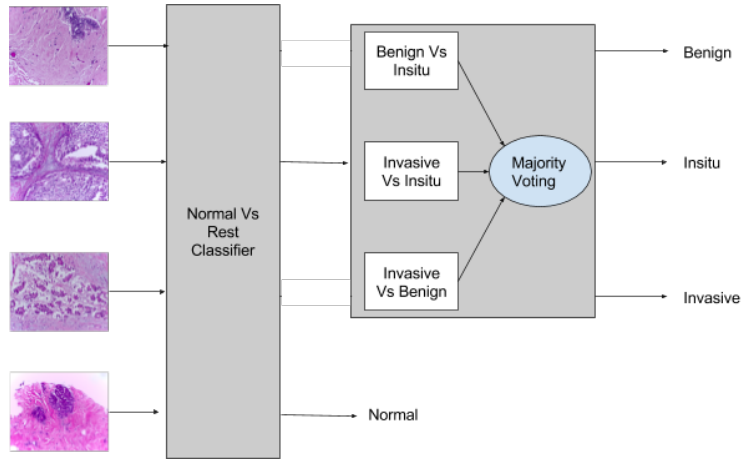 Normal Vs
Rest
Classifier
Benign Vs
Insitu
Invasive
Vs Insitu
Invasive
Vs Benign
Majority
Voting
Benign
Insitu
Invasive
Normal